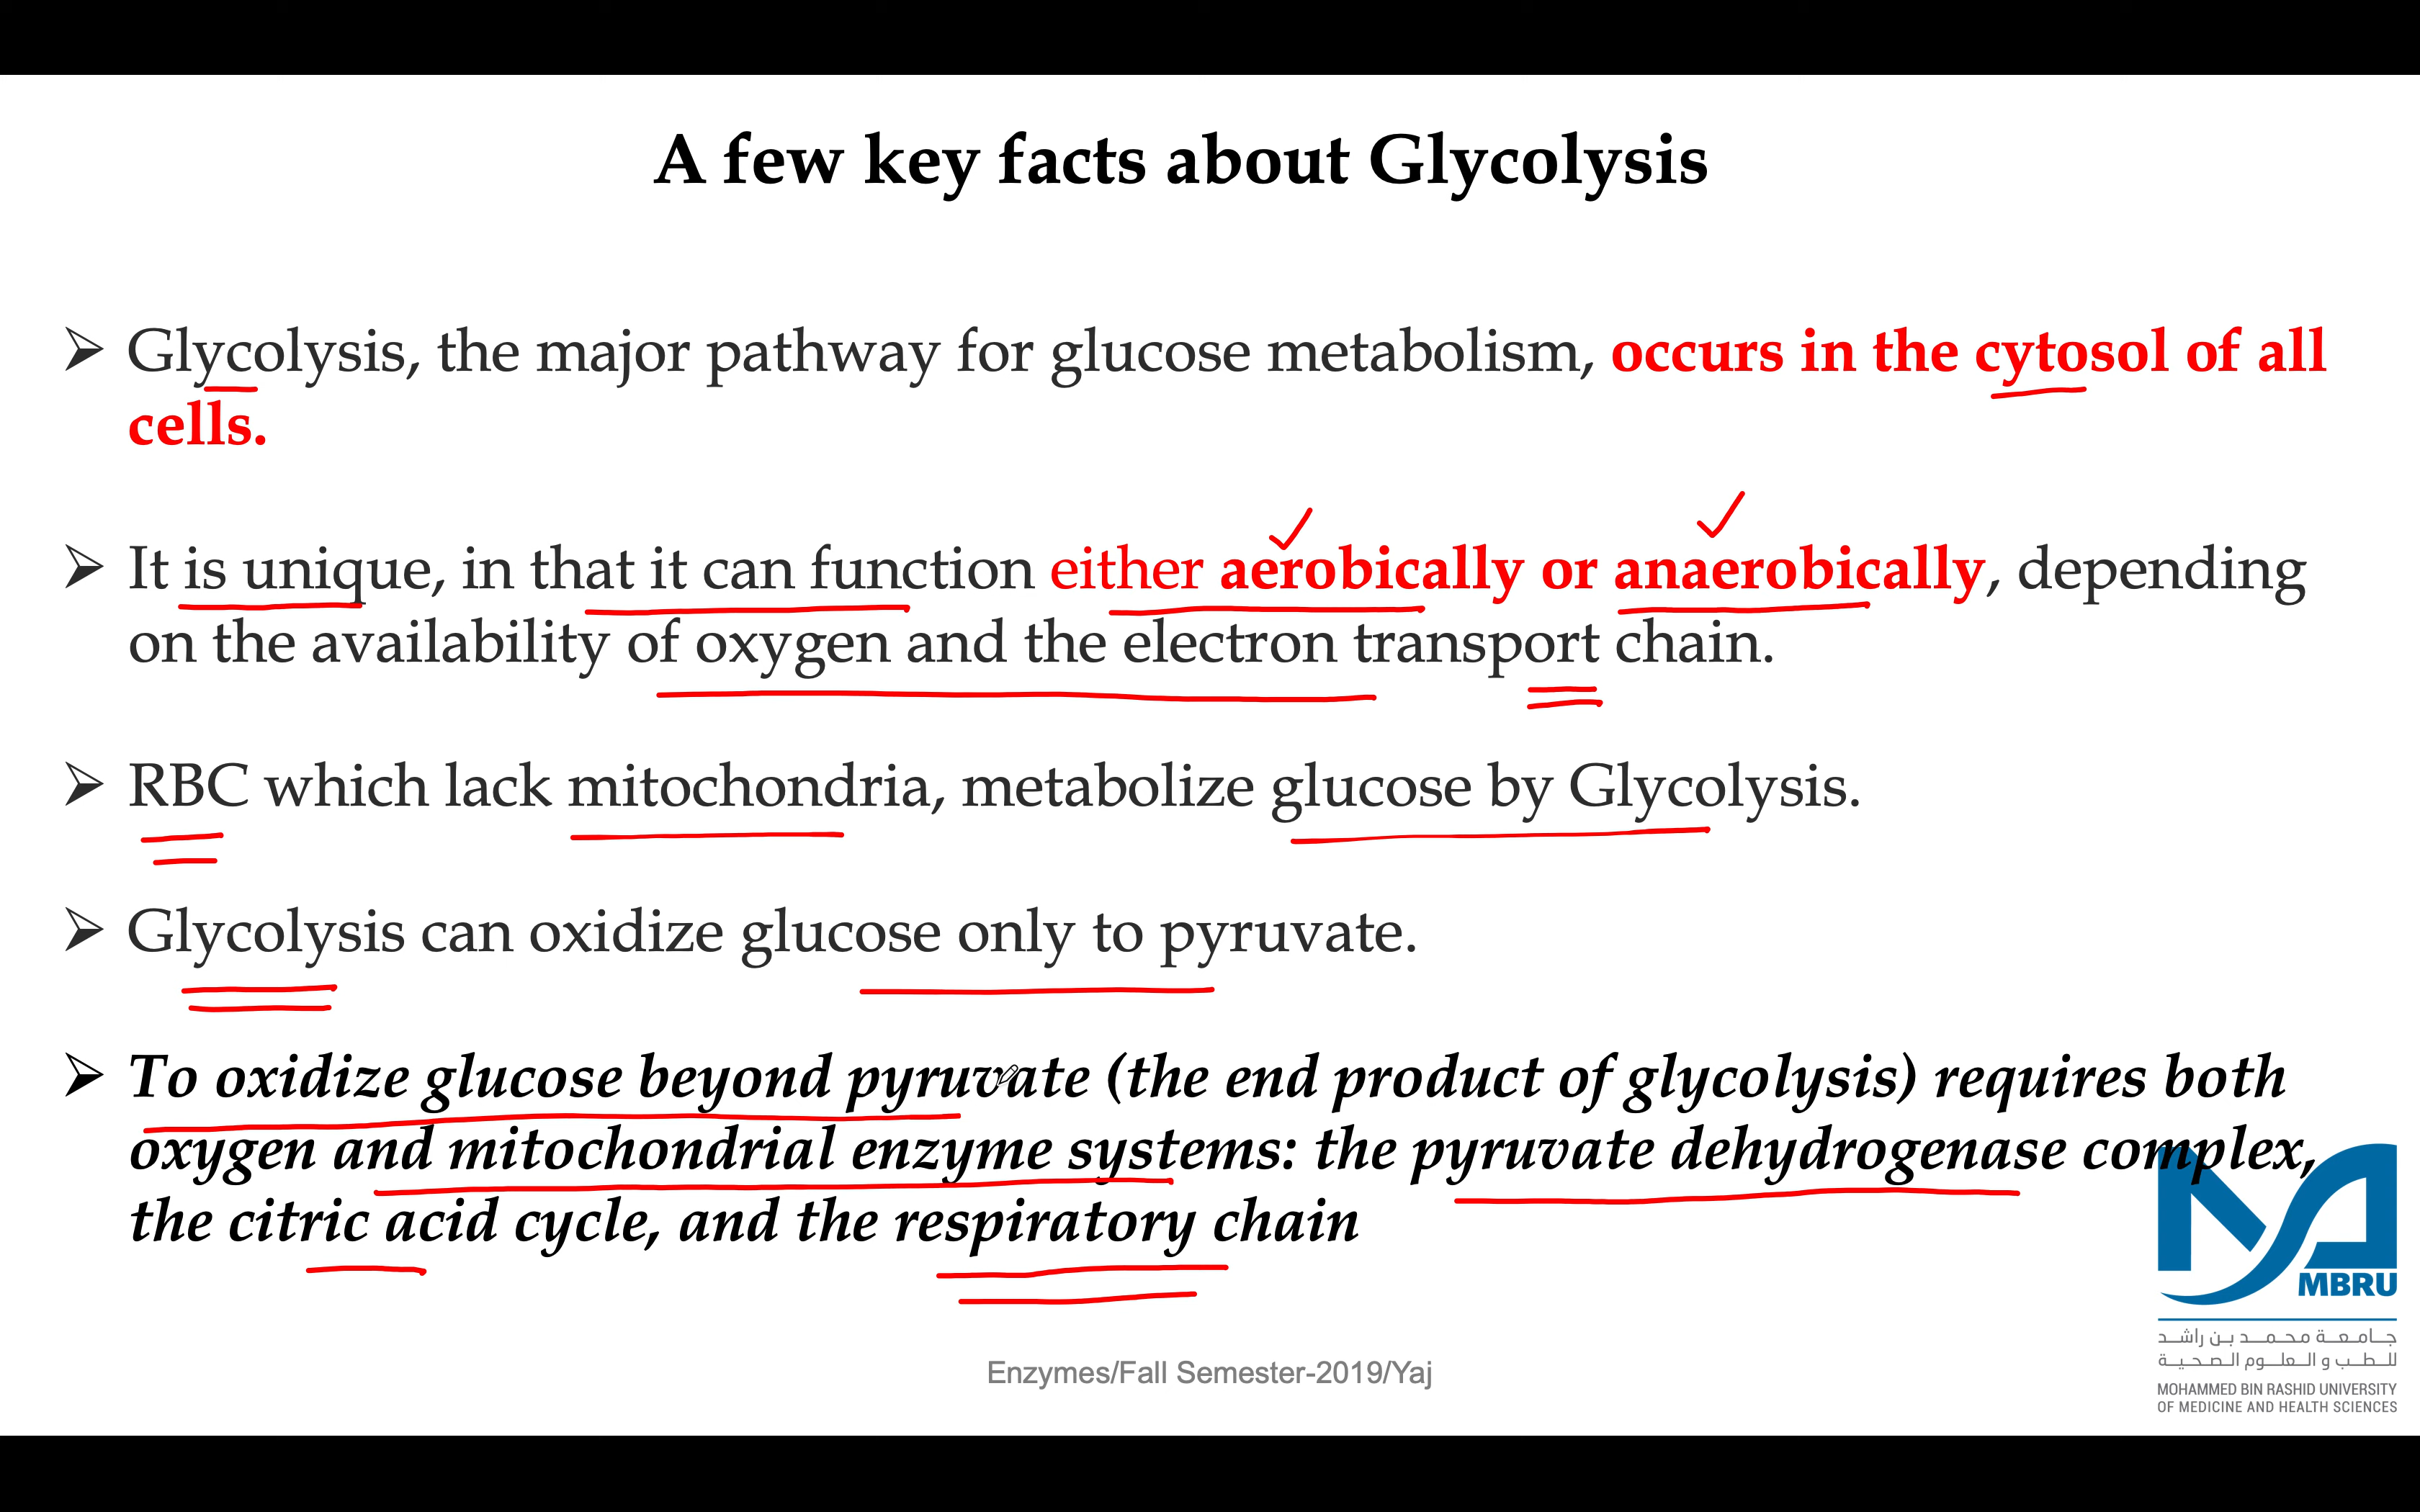 A few key facts about Glycolysis
➢ Glycolysis, the major pathway for glucose metabolism, occurs in the cytosol of all
cells.
➢ It is unique, in that it can function either aerobically or anaerobically, depending
on the availability of oxygen and the electron transport chain.
➢ RBC which lack mitochondria, metabolize glucose by Glycolysis.
➢ Glycolysis can oxidize glucose only to pyruvate.
➢ To oxidize glucose beyond pyruvate (the end product of glycolysis) requires both
oxygen and mitochondrial enzyme systems: the pyruvate dehydrogenase complex,
the citric acid cycle, and the respiratory chain
MBRU
جـامـعـة محـمــد بـن راشــد
للـطــب و الـعـلـــوم الـصـحـيــة
MOHAMMED BIN RASHID UNIVERSITY
OF MEDICINE AND HEALTH SCIENCES
Enzymes/Fall Semester-2019/Yaj